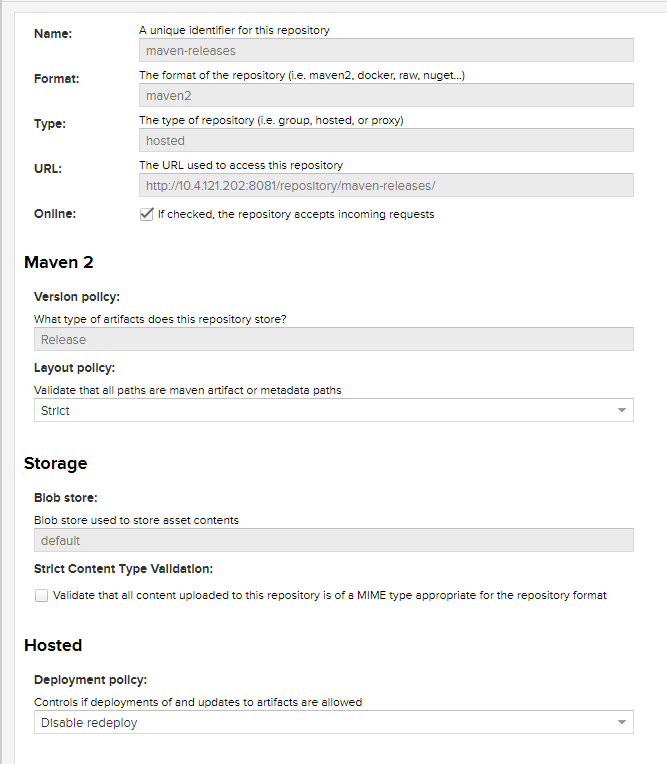 Name:
A unique identifier for this repository
maven-releases
Format:
The format of the repository (i.e. maven2, docker, raw, nuget...)
maven2
Type:
The type of repository (i.e. group, hosted, or proxy)
hosted
URL:
The URL used to access this repository
http://10.4.121.202:8081/repository/maven-releases/
Online:
If checked, the repository accepts incoming requests
Maven 2
Version policy:
What type of artifacts does this repository store?
Release
Layout policy:
Validate that all paths are maven artifact or metadata paths
Strict
Storage
Blob store:
Blob store used to store asset contents
default
Strict Content Type Validation:
Validate that all content uploaded to this repository is of a MIME type appropriate for the repository format
Hosted
Deployment policy:
Controls if deployments of and updates to artifacts are allowed
Disable redeploy